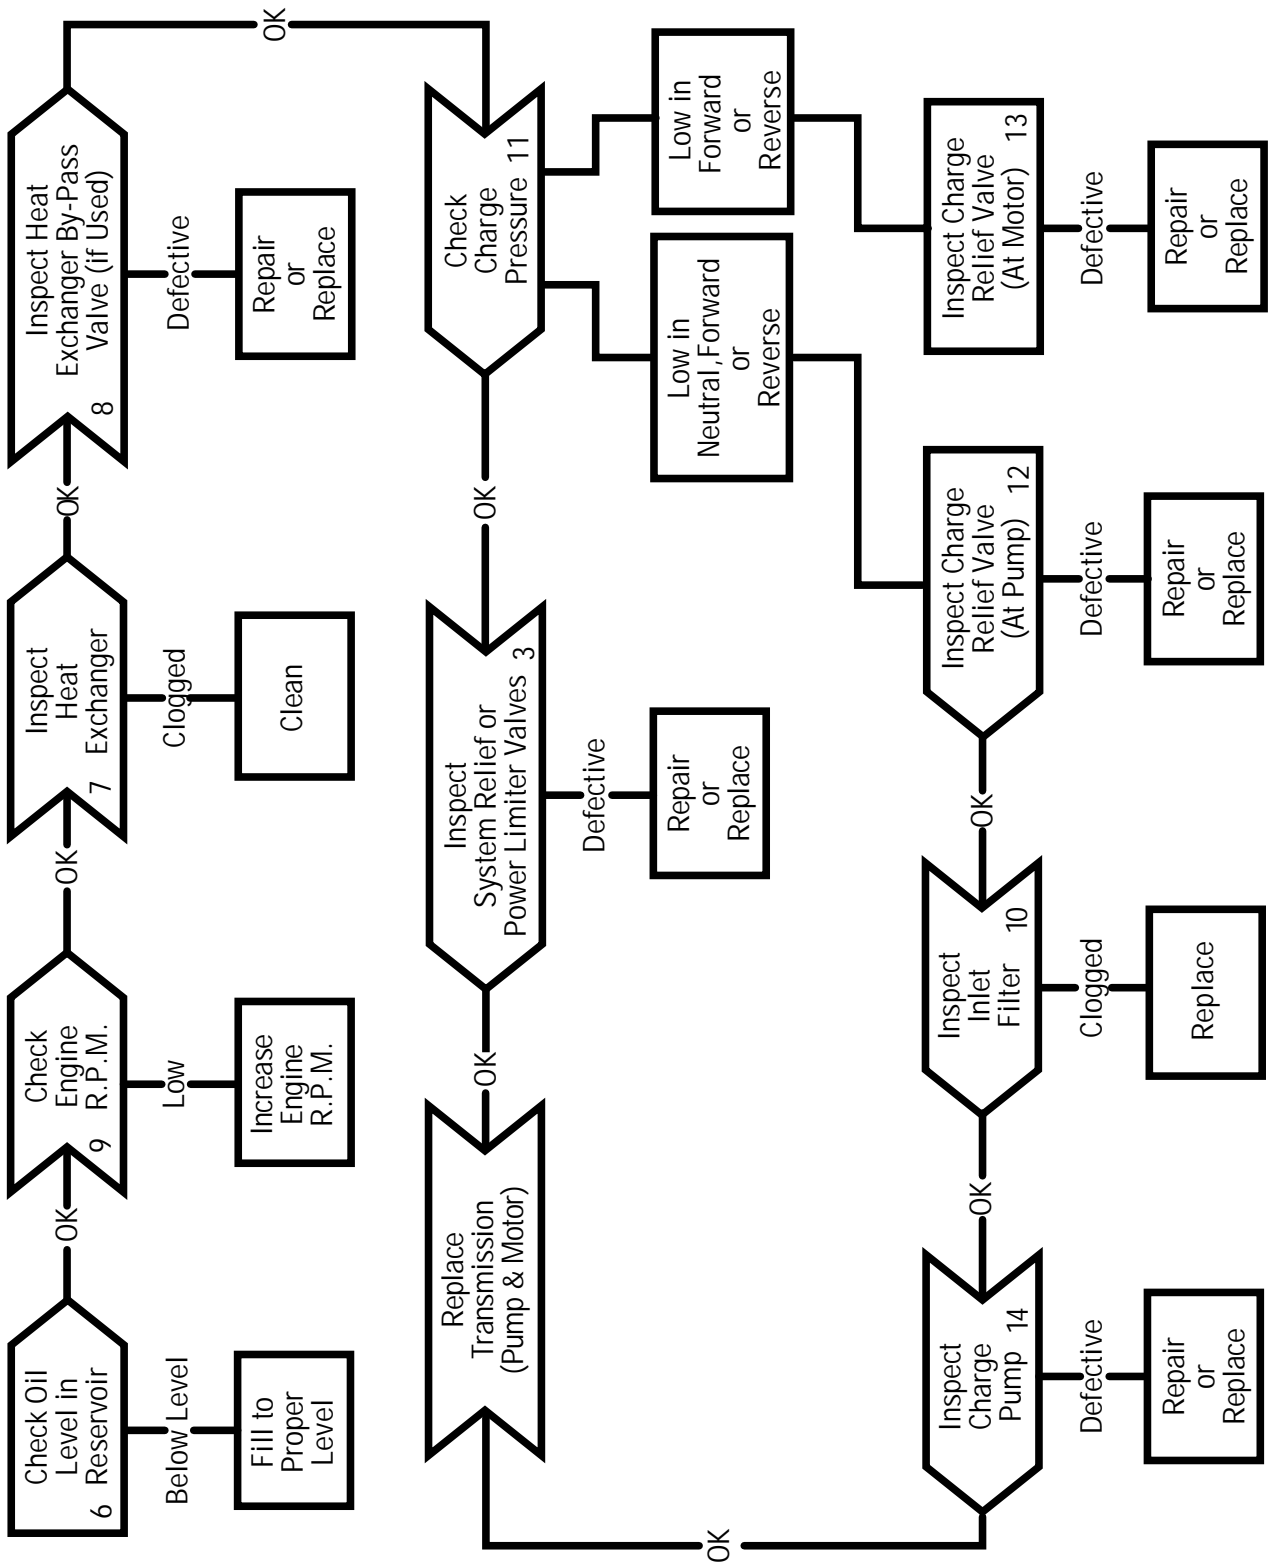 Check Oil
Level in
6 Reservoir
Below Level
Fill to
Proper
Level
OK
Check
Engine
9 R.P.M.
Low
Increase
Engine
R.P.M.
OK
Inspect
Heat
7 Exchanger
Clogged
Clean
OK
Inspect Heat
Exchanger By-Pass
8 Valve (if Used)
Defective
Repair
or
Replace
OK
Check
Charge
Pressure 11
Low in
Forward
or
Reverse
Low in
Neutral ,Forward
or
Reverse
OK
Inspect
System Relief or
Power Limiter Valves 3
Defective
Repair
or
Replace
OK
Replace
Transmission
(Pump & Motor)
Inspect Charge
Relief Valve
(At Motor) 13
Defective
Repair
or
Replace
Inspect Charge
Relief Valve
(At Pump) 12
Defective
Repair
or
Replace
OK
Inspect
Inlet
Filter 10
Clogged
Replace
OK
Inspect
Charge
Pump 14
Defective
Repair
or
Replace
OK